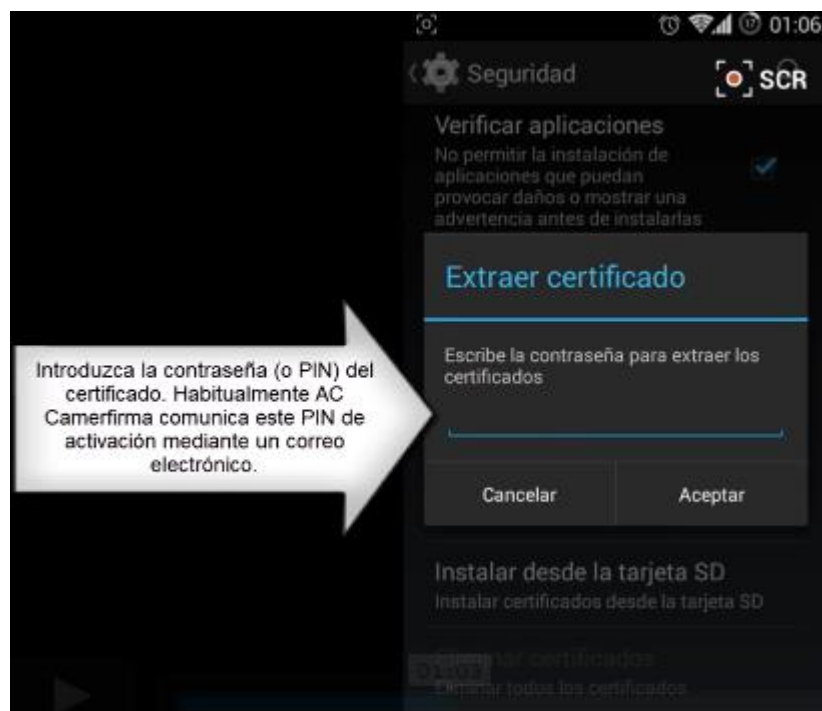 01:06
Seguridad
SCR
Verificar aplicaciones
No permitir la instalación de
aplicaciones que puedan
provocar daños o mostrar una
advertencia antes de instalarlas
Extraer certificado
Introduzca la contraseña (o PIN) del
certificado. Habitualmente AC
Camerfirma comunica este PIN de
activación mediante un correo
electrónico.
Escribe la contraseña para extraer los
certificados
Cancelar Aceptar
Instalar desde la tarjeta SD
Instalar certificados desde la tarjeta SD
Eliminar certificados
Eliminar todos los certificados